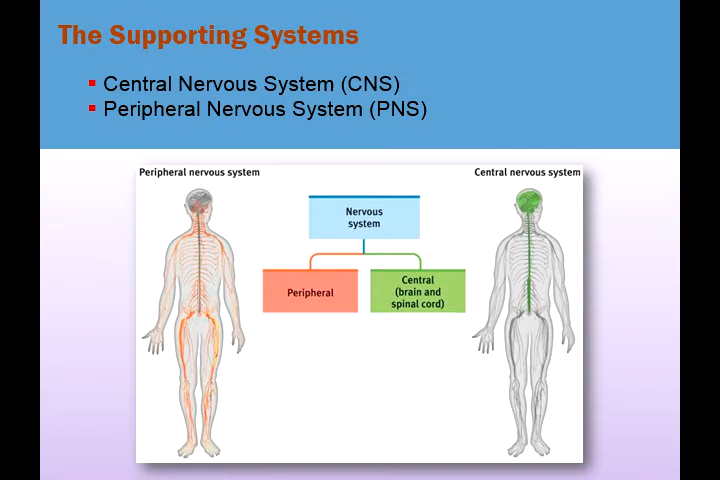 The Supporting Systems
Central Nervous System (CNS)
Peripheral Nervous System (PNS)
Peripheral nervous system
Central nervous system
Nervous
system
Peripheral
Central
(brain and
spinal cord)